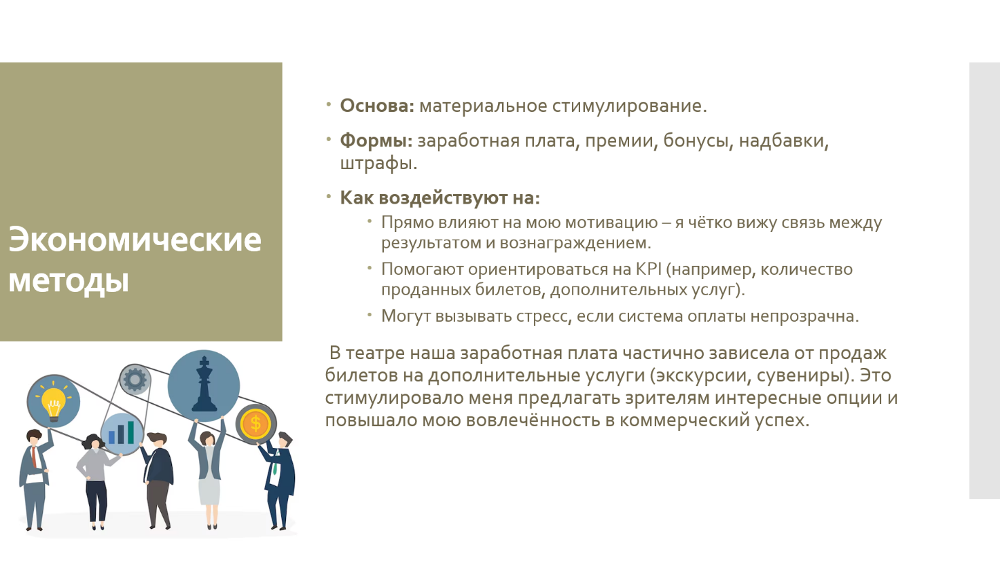 Экономические
методы
• Основа: материальное стимулирование.
• Формы: заработная плата, премии, бонусы, надбавки,
штрафы.
• Как воздействуют на:
• Прямо влияют на мою мотивацию – я чётко вижу связь между
результатом и вознаграждением.
• Помогают ориентироваться на KPI (например, количество
проданных билетов, дополнительных услуг).
• Могут вызывать стресс, если система оплаты непрозрачна.
В театре наша заработная плата частично зависела от продаж
билетов на дополнительные услуги (экскурсии, сувениры). Это
стимулировало меня предлагать зрителям интересные опции и
повышало мою вовлечённость в коммерческий успех.
$